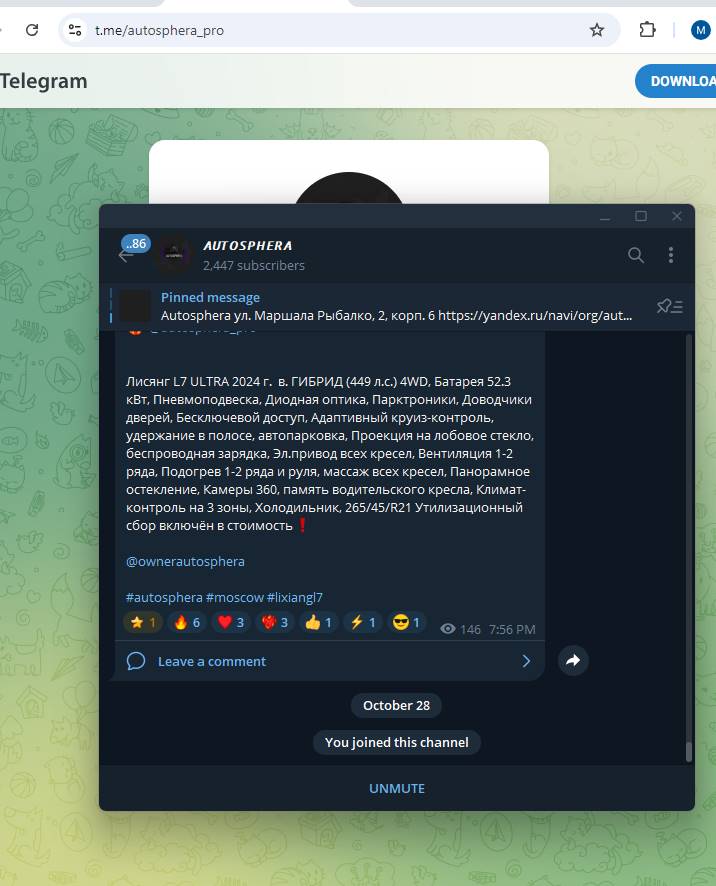 t.me/autosphera_pro
M
Telegram
DOWNLOA
..86
AUTOSPHERA
2,447 subscribers
Pinned message
Autosphera ул. Маршала Рыбалко, 2, корп. 6 https://yandex.ru/navi/org/aut...
Лисянг L7 ULTRA 2024 г. в. ГИБРИД (449 л.с.) 4WD, Батарея 52.3
кВт, Пневмоподвеска, Диодная оптика, Парктроники, Доводчики
дверей, Бесключевой доступ, Адаптивный круиз-контроль,
удержание в полосе, автопарковка, Проекция на лобовое стекло,
беспроводная зарядка, Эл.привод всех кресел, Вентиляция 1-2
ряда, Подогрев 1-2 ряда и руля, массаж всех кресел, Панорамное
остекление, Камеры 360, память водительского кресла, Климат-
контроль на 3 зоны, Холодильник, 265/45/R21 Утилизационный
сбор включён в стоимость❗
@ownerautosphera
#autosphera #moscow #lixiangl7
⭐ 1 🔥 6 ❤️ 3 ❤️‍🔥 3 👍 1 ⚡ 1 😎 1 146 7:56 PM
Leave a comment
October 28
You joined this channel
UNMUTE